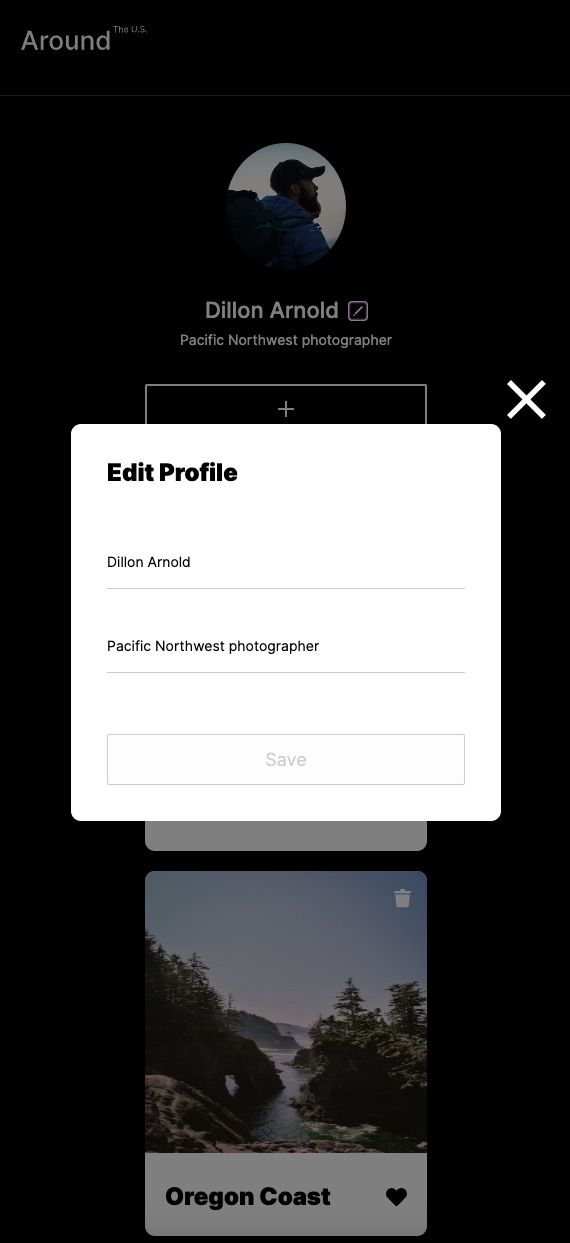 Around The U.S.
Dillon Arnold
Pacific Northwest photographer
Edit Profile
Dillon Arnold
Pacific Northwest photographer
Save
Oregon Coast